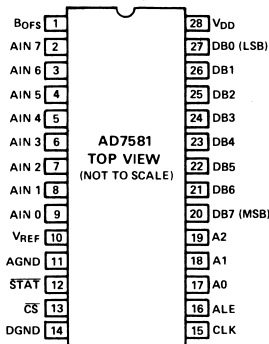 BOFS 1 28 VDD
AIN 7 2 27 DB0 (LSB)
AIN 6 3 26 DB1
AIN 5 4 25 DB2
AIN 4 5 24 DB3
AIN 3 6 23 DB4
AD7581
TOP VIEW
(NOT TO SCALE)
AIN 2 7 22 DB5
AIN 1 8 21 DB6
AIN 0 9 20 DB7 (MSB)
VREF 10 19 A2
AGND 11 18 A1
STAT 12 17 A0
CS 13 16 ALE
DGND 14 15 CLK